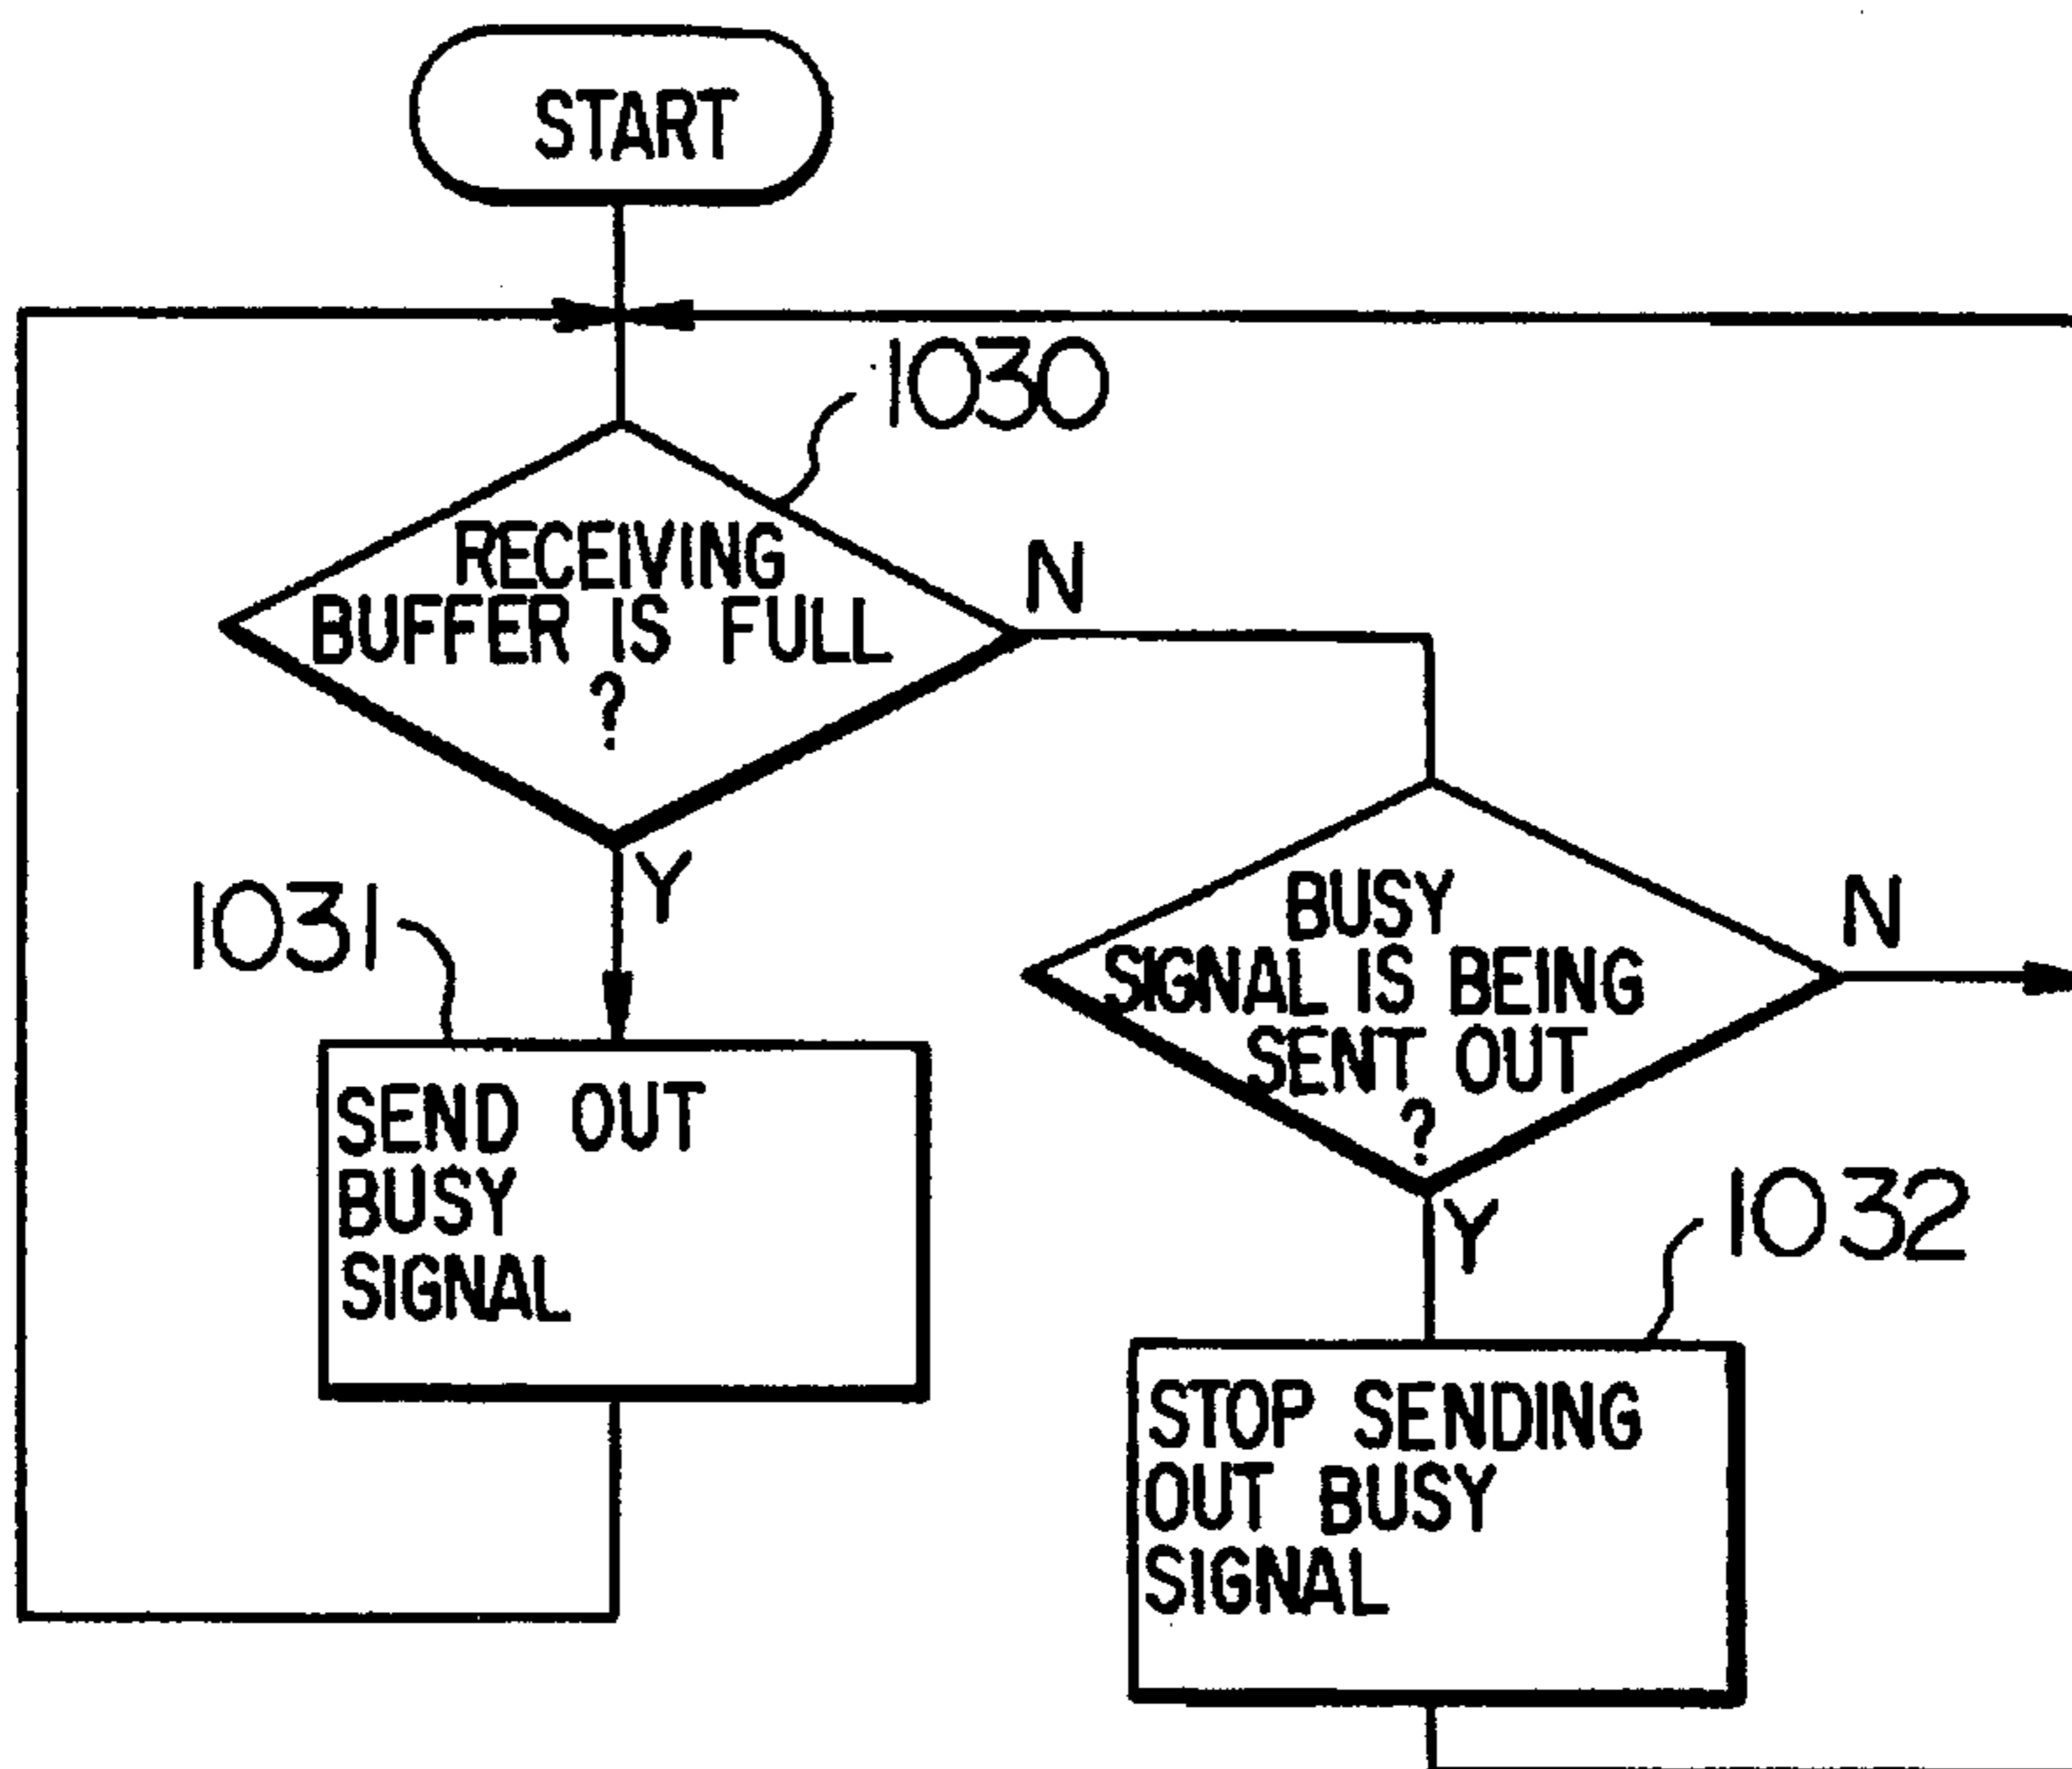 START
1030
RECEIVING
BUFFER IS FULL
?
N
Y
1031
SEND OUT
BUSY
SIGNAL
BUSY
SIGNAL IS BEING
SENT OUT
?
N
Y
1032
STOP SENDING
OUT BUSY
SIGNAL